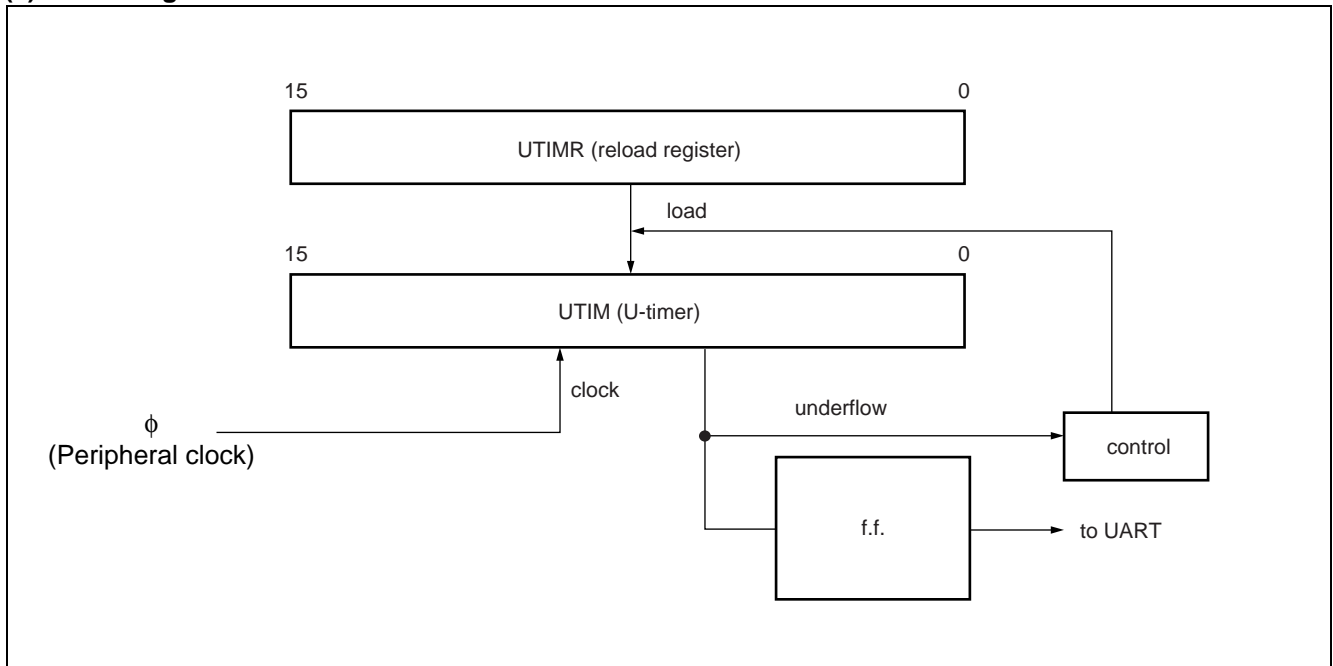 15 0
UTIMR (reload register)
load
15 0
UTIM (U-timer)
clock
underflow
ϕ
(Peripheral clock)
control
f.f.
to UART